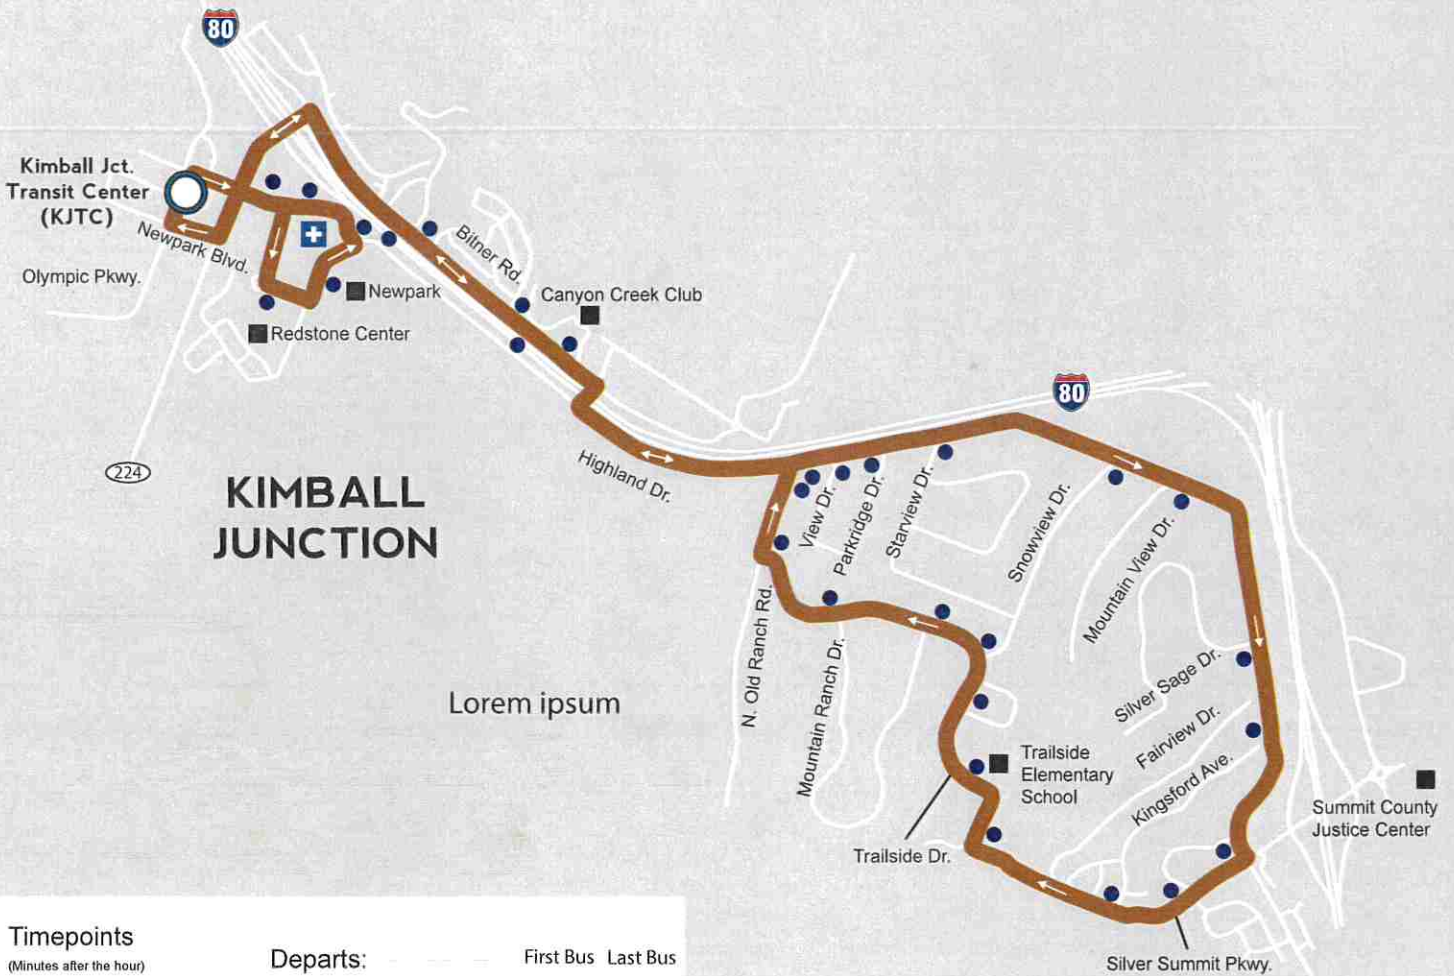 80
Kimball Jct.
Transit Center
(KJTC)
Newpark Blvd.
Olympic Pkwy.
Newpark
Redstone Center
Bitner Rd.
Canyon Creek Club
80
224
KIMBALL
JUNCTION
Highland Dr.
View Dr.
Parkridge Dr.
Starview Dr.
Snowview Dr.
Mountain View Dr.
N. Old Ranch Rd.
Mountain Ranch Dr.
Lorem ipsum
Silver Sage Dr.
Fairview Dr.
Kingsford Ave.
Trailside
Elementary
School
Summit County
Justice Center
Trailside Dr.
Silver Summit Pkwy.
Timepoints
(Minutes after the hour)
Departs:
First Bus Last Bus